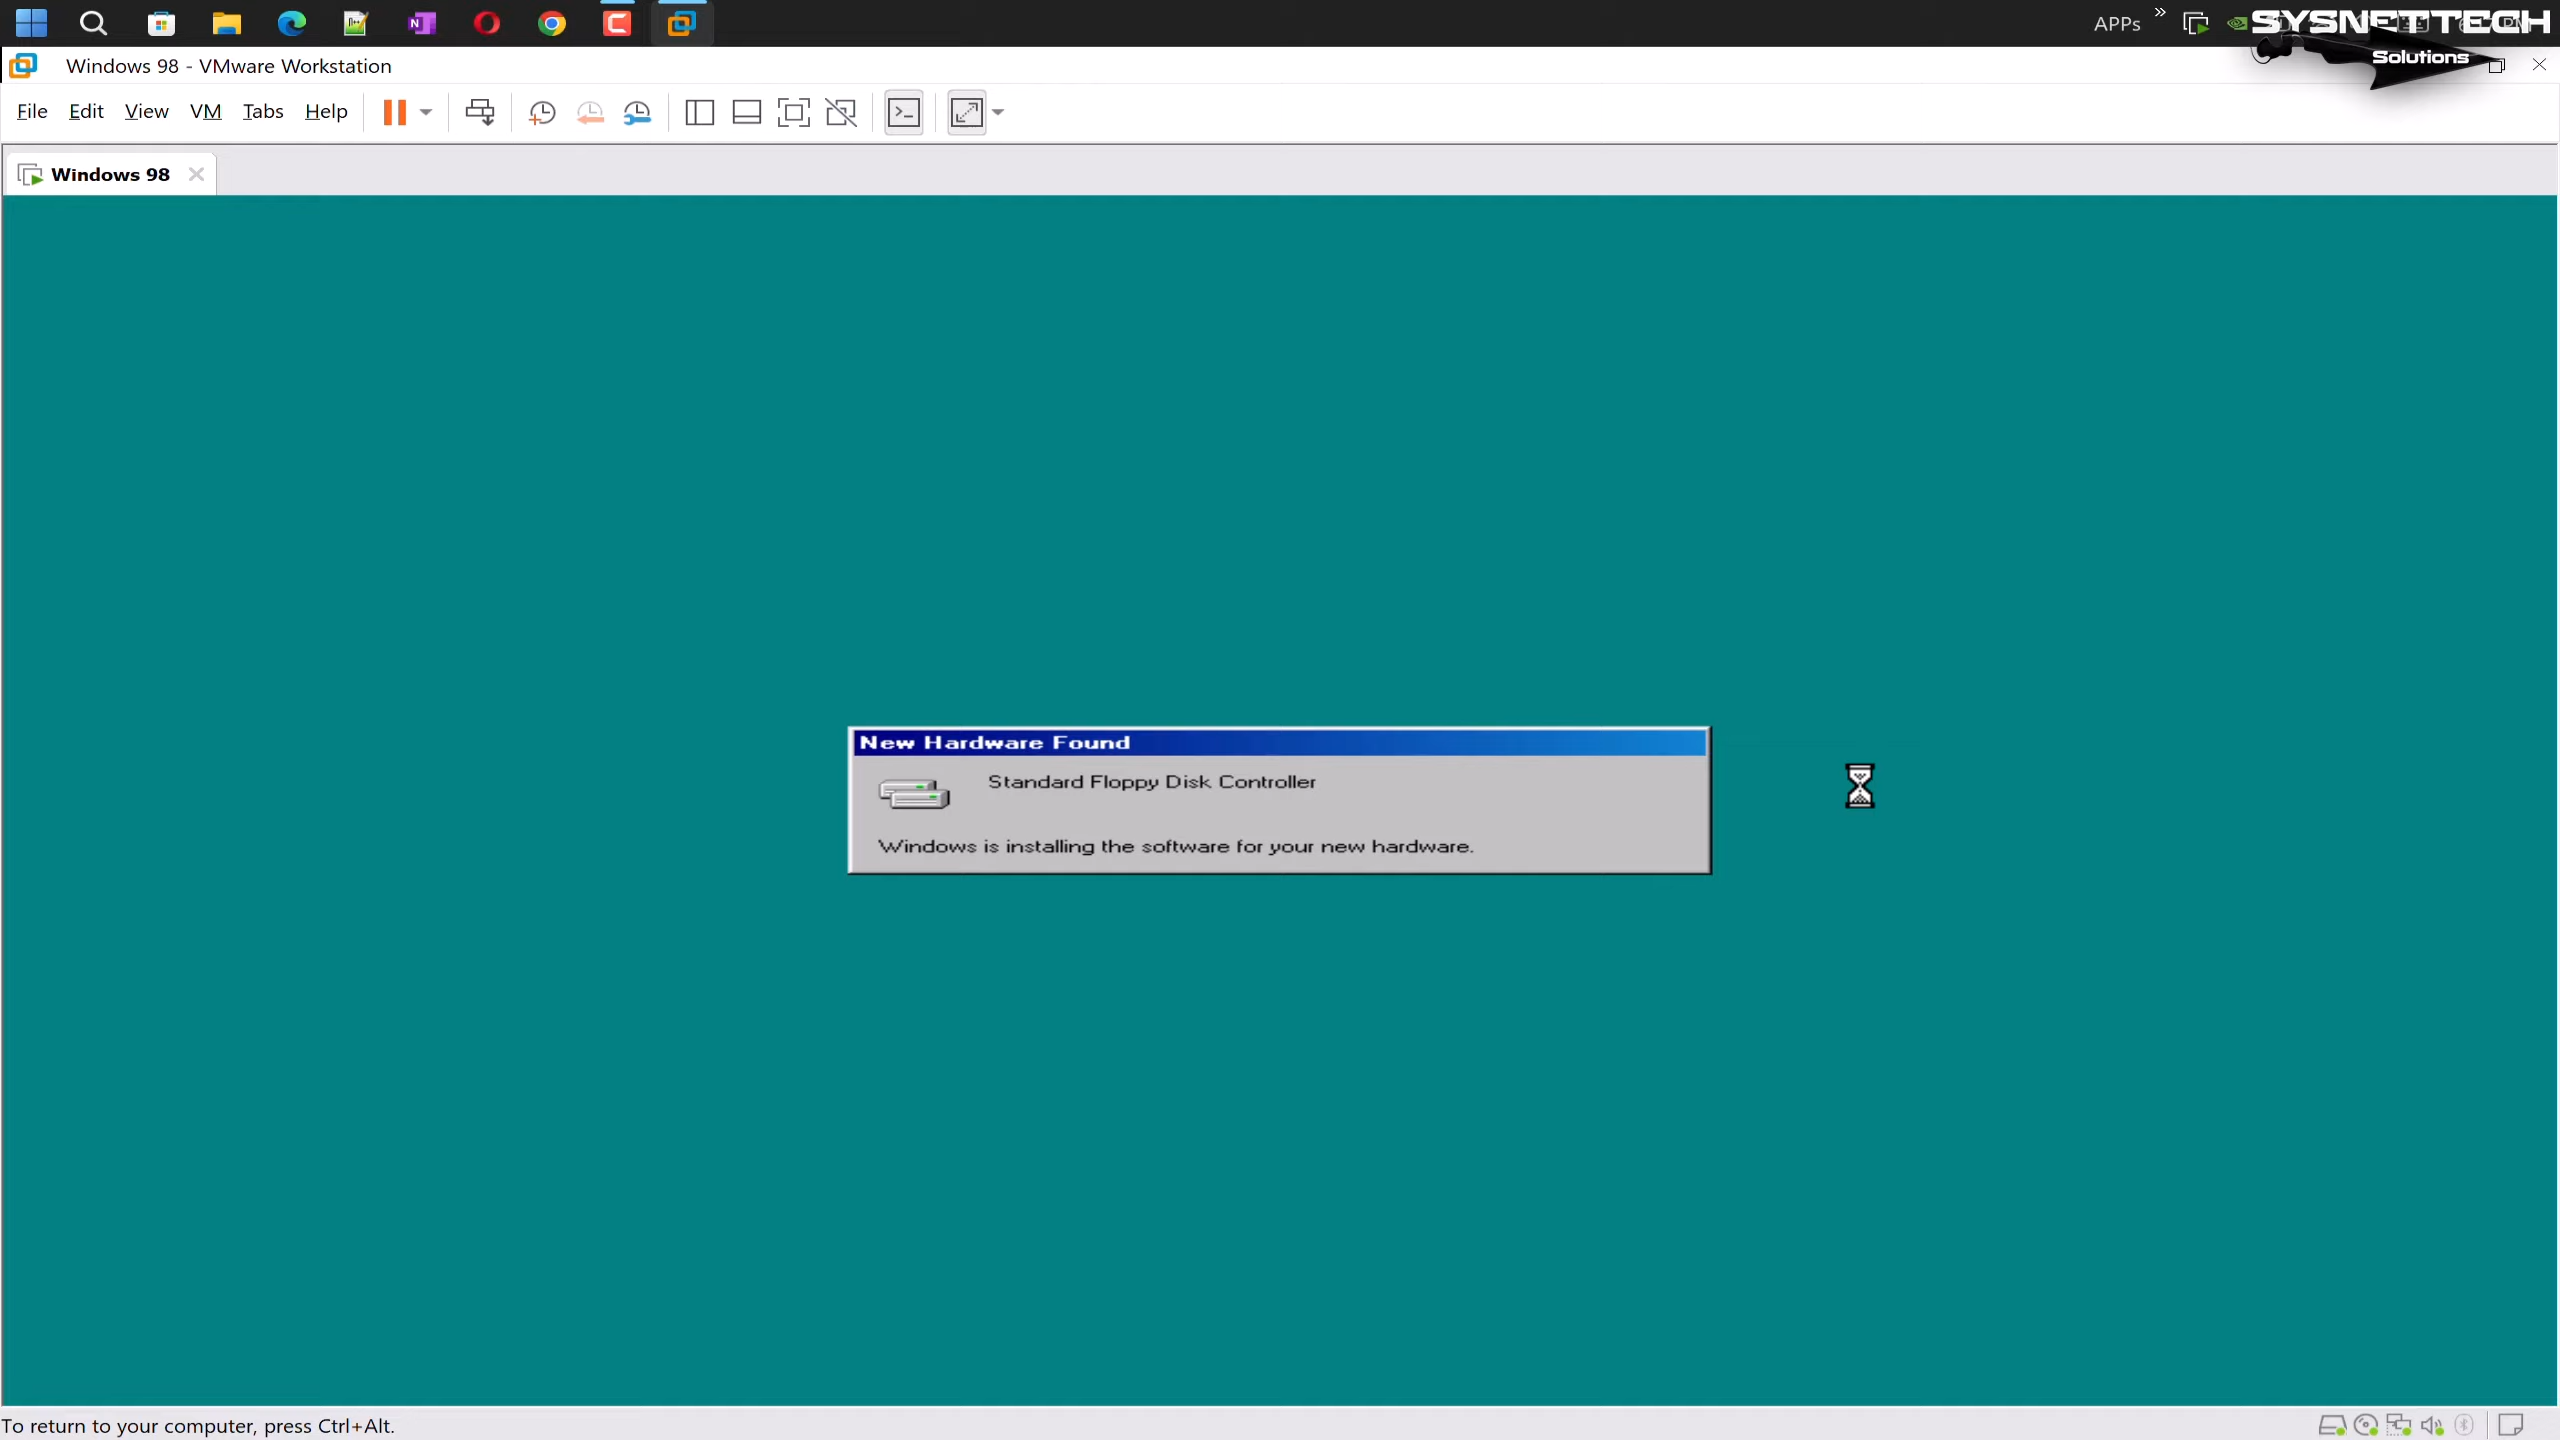 APPs
SYSNETTECH
Solutions
Windows 98 - VMware Workstation
File Edit View VM Tabs Help
Windows 98
New Hardware Found
Standard Floppy Disk Controller
Windows is installing the software for your new hardware.
To return to your computer, press Ctrl+Alt.